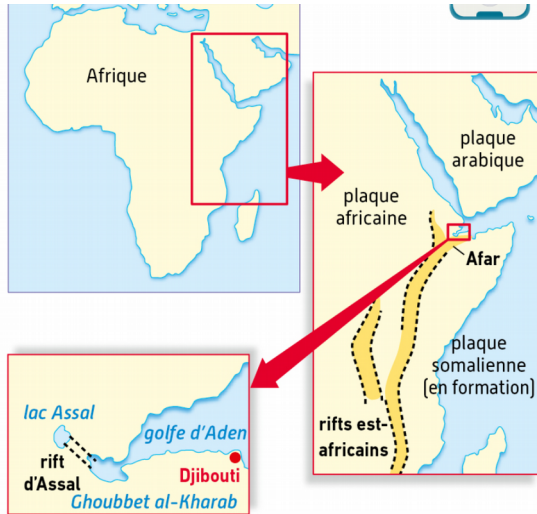 Afrique
plaque
arabique
plaque
africaine
Afar
plaque
somalienne
(en formation)
rifts est-
africains
lac Assal
golfe d'Aden
rift
d'Assal
Djibouti
Ghoubbet al-Kharab